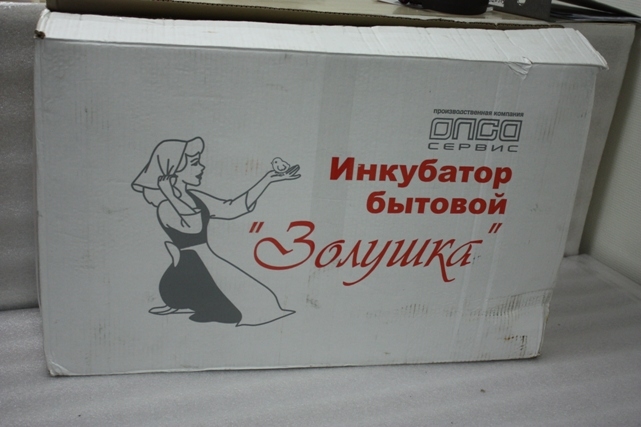 производственная компания
ОЛСА
СЕРВИС
Инкубатор
бытовой
"Золушка"